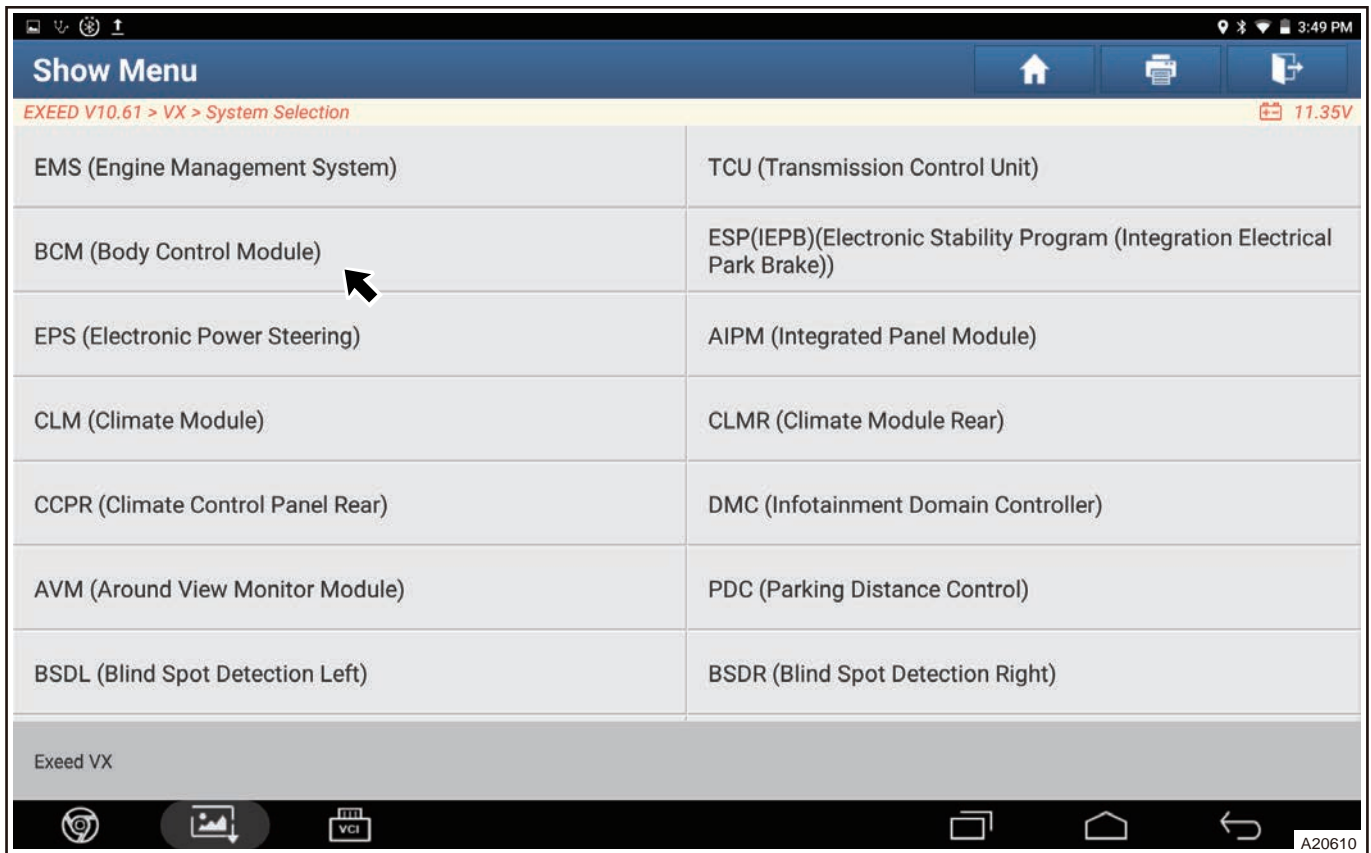 3:49 PM
Show Menu
EXEED V10.61 > VX > System Selection
11.35V
EMS (Engine Management System)
TCU (Transmission Control Unit)
BCM (Body Control Module)
ESP(IEPB)(Electronic Stability Program (Integration Electrical
Park Brake))
EPS (Electronic Power Steering)
AIPM (Integrated Panel Module)
CLM (Climate Module)
CLMR (Climate Module Rear)
CCPR (Climate Control Panel Rear)
DMC (Infotainment Domain Controller)
AVM (Around View Monitor Module)
PDC (Parking Distance Control)
BSDL (Blind Spot Detection Left)
BSDR (Blind Spot Detection Right)
Exeed VX
VCI
A20610